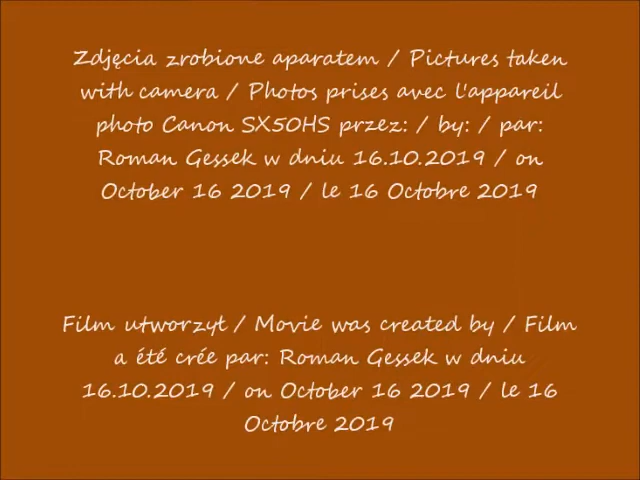 Zdjęcia zrobione aparatem / Pictures taken
with camera / Photos prises avec l'appareil
photo Canon SX50HS przez: / by: / par:
Roman Gessek w dniu 16.10.2019 / on
October 16 2019 / le 16 Octobre 2019
Film utworzył / Movie was created by / Film
a été crée par: Roman Gessek w dniu
16.10.2019 / on October 16 2019 / le 16
Octobre 2019